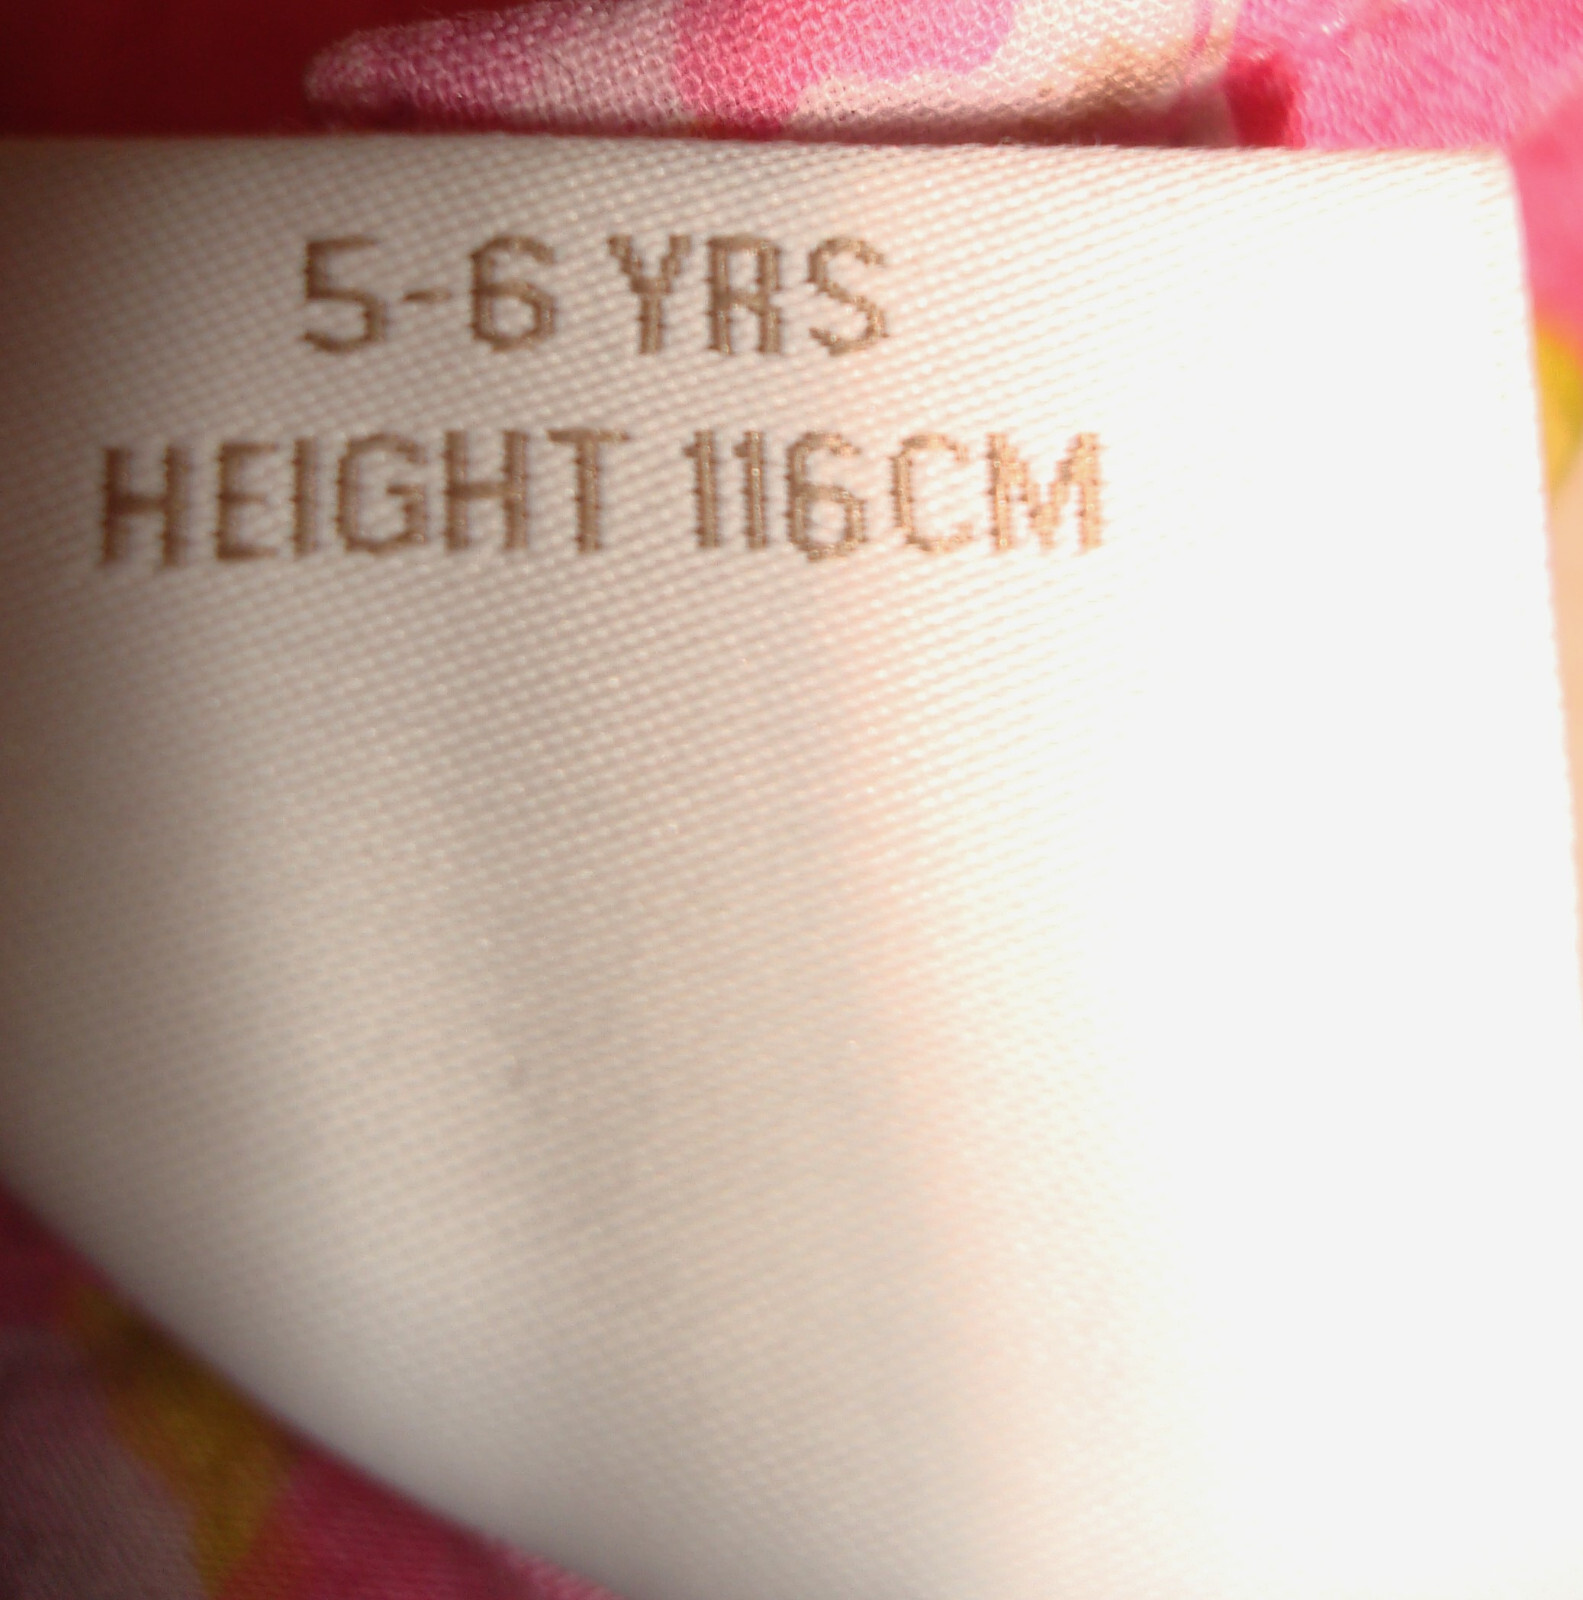 5-6 YRS
HEIGHT 116CM